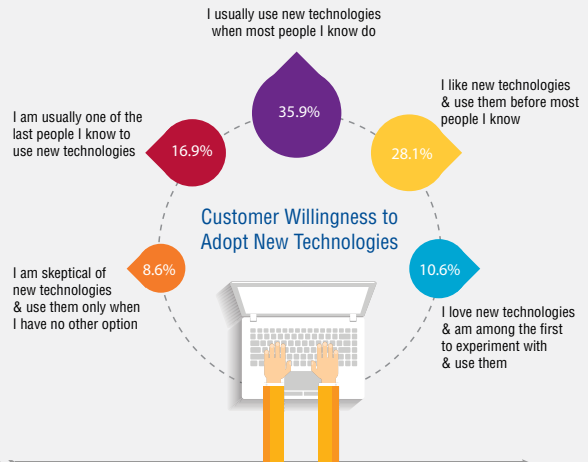 I usually use new technologies
when most people I know do
35.9%
I like new technologies
& use them before most
people I know
28.1%
I am usually one of the
last people I know to
use new technologies
16.9%
Customer Willingness to
Adopt New Technologies
8.6%
I am skeptical of
new technologies
& use them only when
I have no other option
10.6%
I love new technologies
& am among the first
to experiment with
& use them